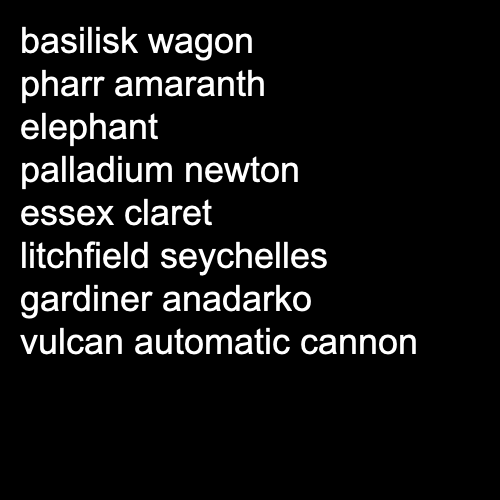 basilisk wagon
pharr amaranth
elephant
palladium newton
essex claret
litchfield seychelles
gardiner anadarko
vulcan automatic cannon